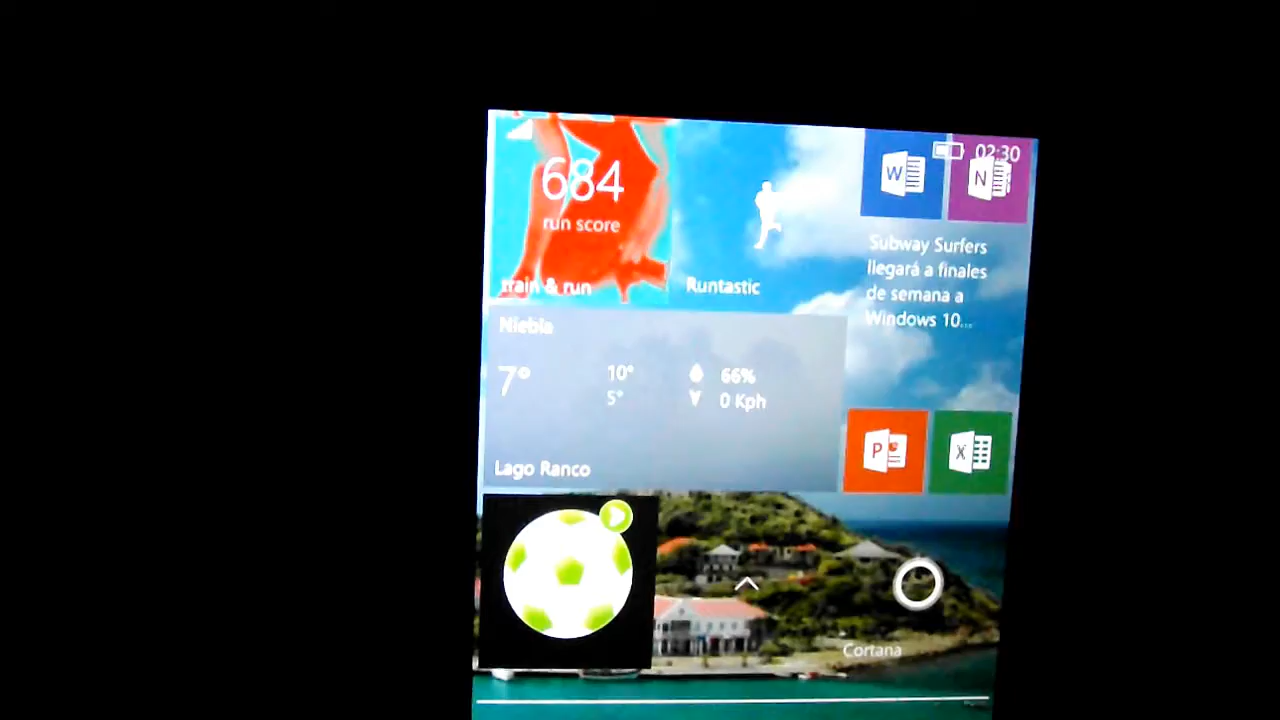 02:30
684
run score
train & run
Runtastic
W
N
Subway Surfers
llegará a finales
de semana a
Windows 10...
Niebla
7°
10°
5°
66%
0 Kph
Lago Ranco
P
X
Cortana